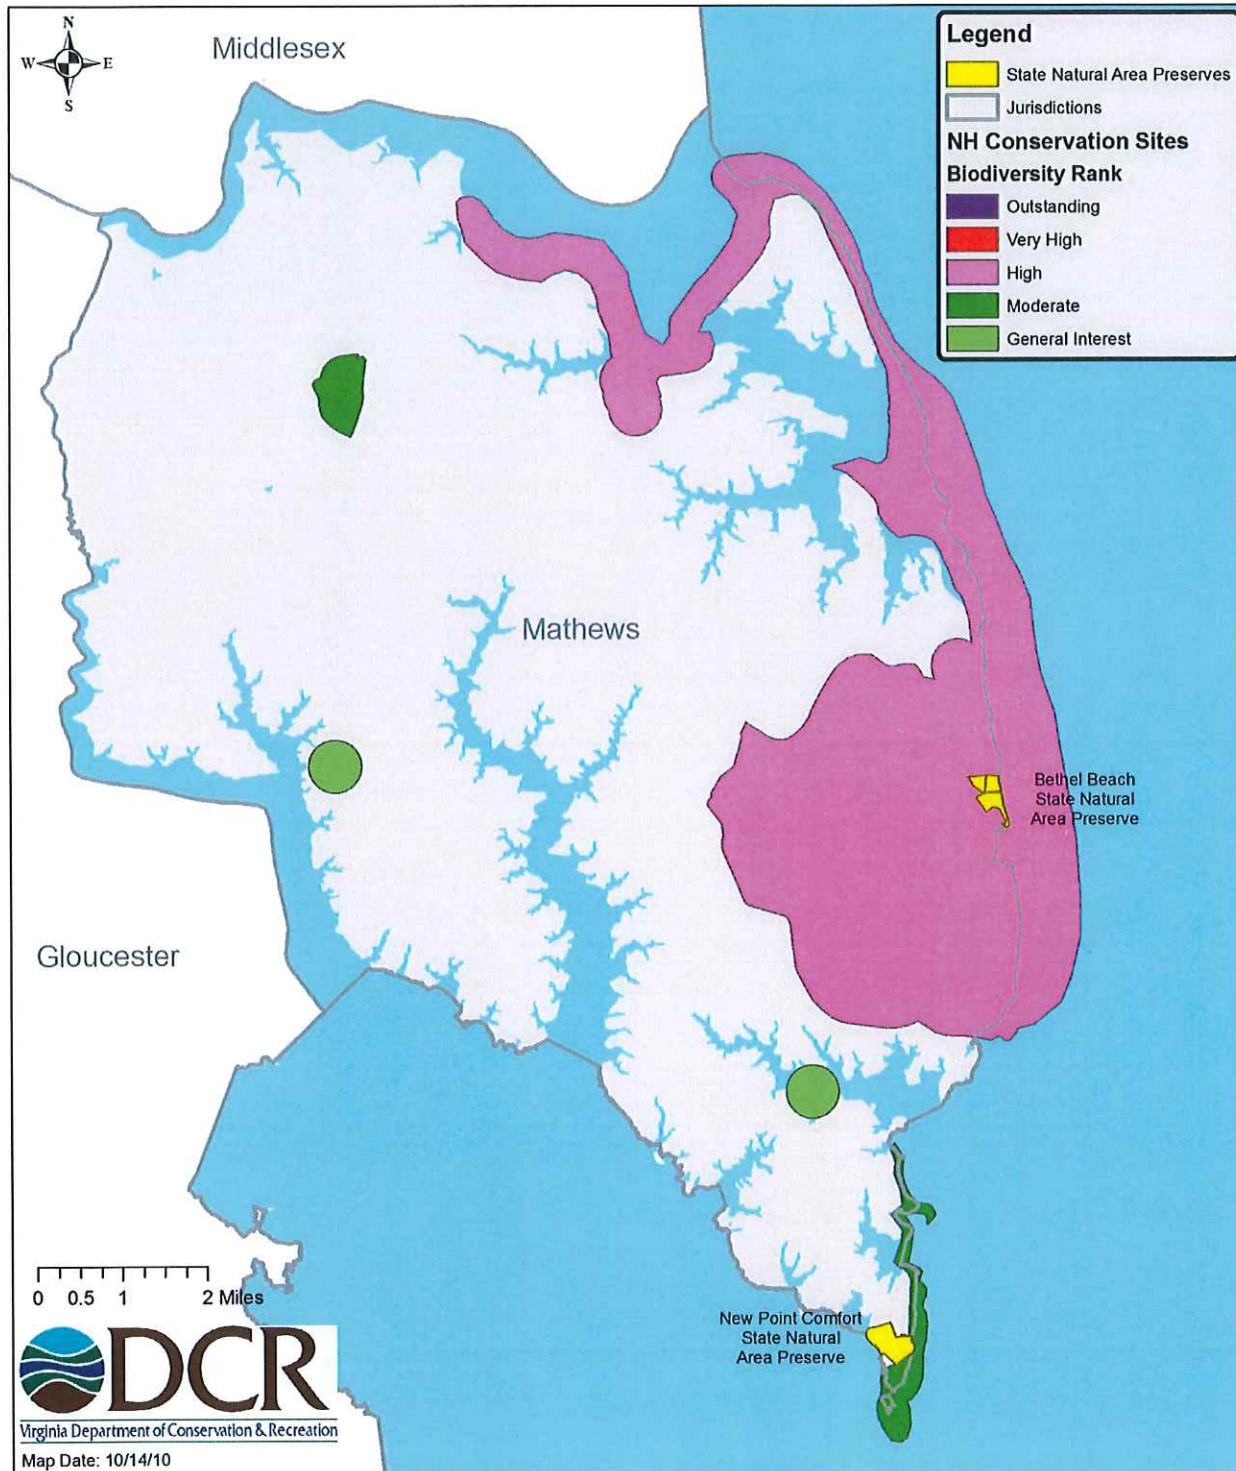 N
W
E
S
Middlesex
Legend
State Natural Area Preserves
Jurisdictions
NH Conservation Sites
Biodiversity Rank
Outstanding
Very High
High
Moderate
General Interest
Mathews
Bethel Beach
State Natural
Area Preserve
Gloucester
0 0.5 1 2 Miles
New Point Comfort
State Natural
Area Preserve
DCR
Virginia Department of Conservation & Recreation
Map Date: 10/14/10